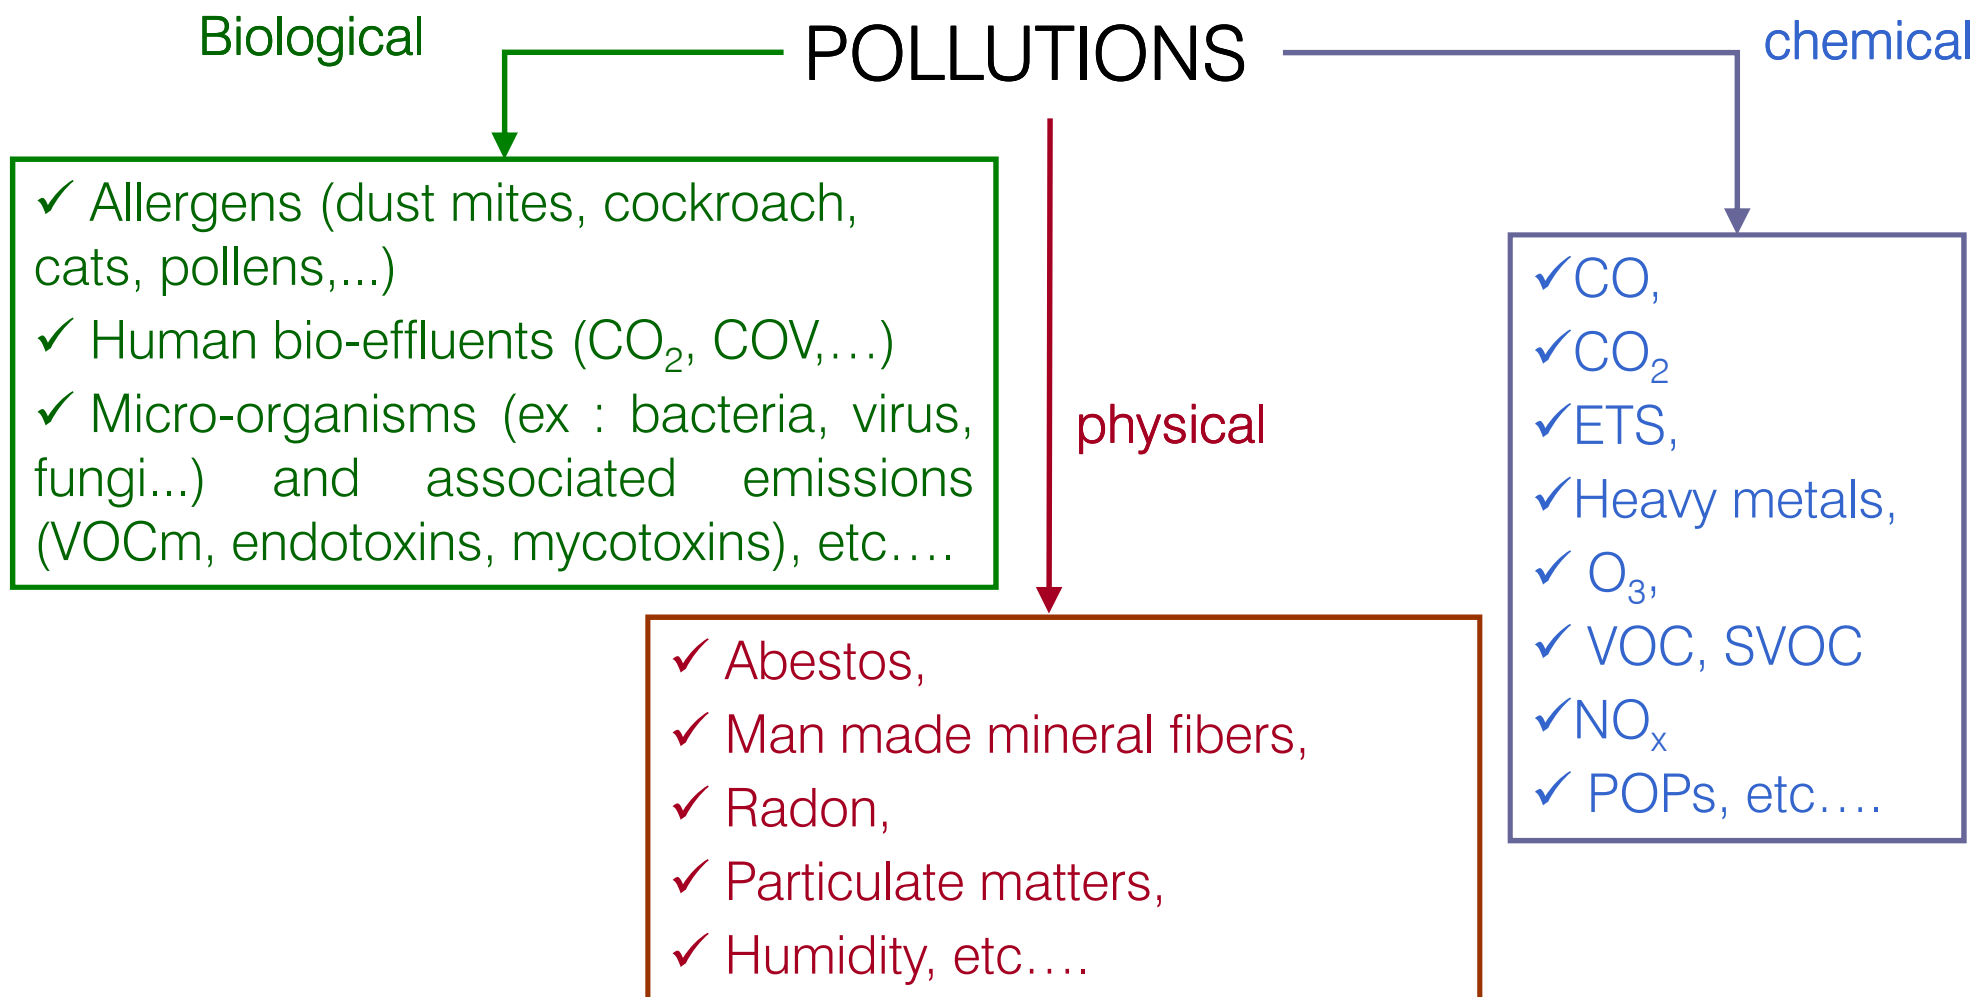 POLLUTIONS
Biological
✓ Allergens (dust mites, cockroach,
cats, pollens,...)
✓ Human bio-effluents (CO₂, COV,…)
✓ Micro-organisms (ex : bacteria, virus,
fungi...) and associated emissions
(VOCm, endotoxins, mycotoxins), etc….
physical
✓ Abestos,
✓ Man made mineral fibers,
✓ Radon,
✓ Particulate matters,
✓ Humidity, etc….
chemical
✓CO,
✓CO₂
✓ETS,
✓Heavy metals,
✓ O₃,
✓ VOC, SVOC
✓NOₓ
✓ POPs, etc….